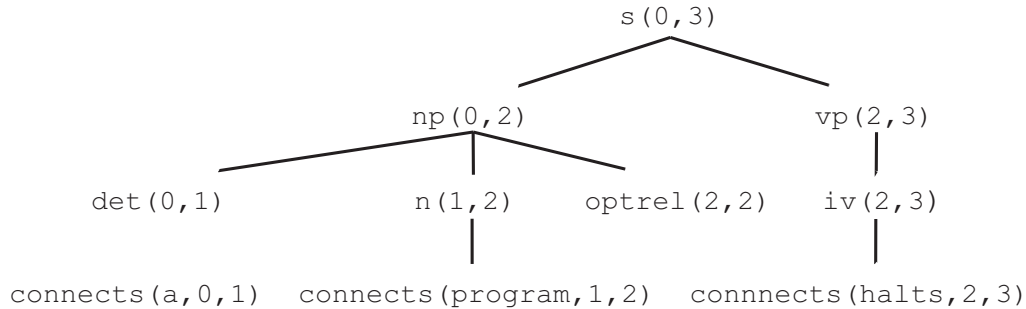 s(0,3)
np(0,2) vp(2,3)
det(0,1) n(1,2) optrel(2,2) iv(2,3)
connects(a,0,1) connects(program,1,2) connnects(halts,2,3)